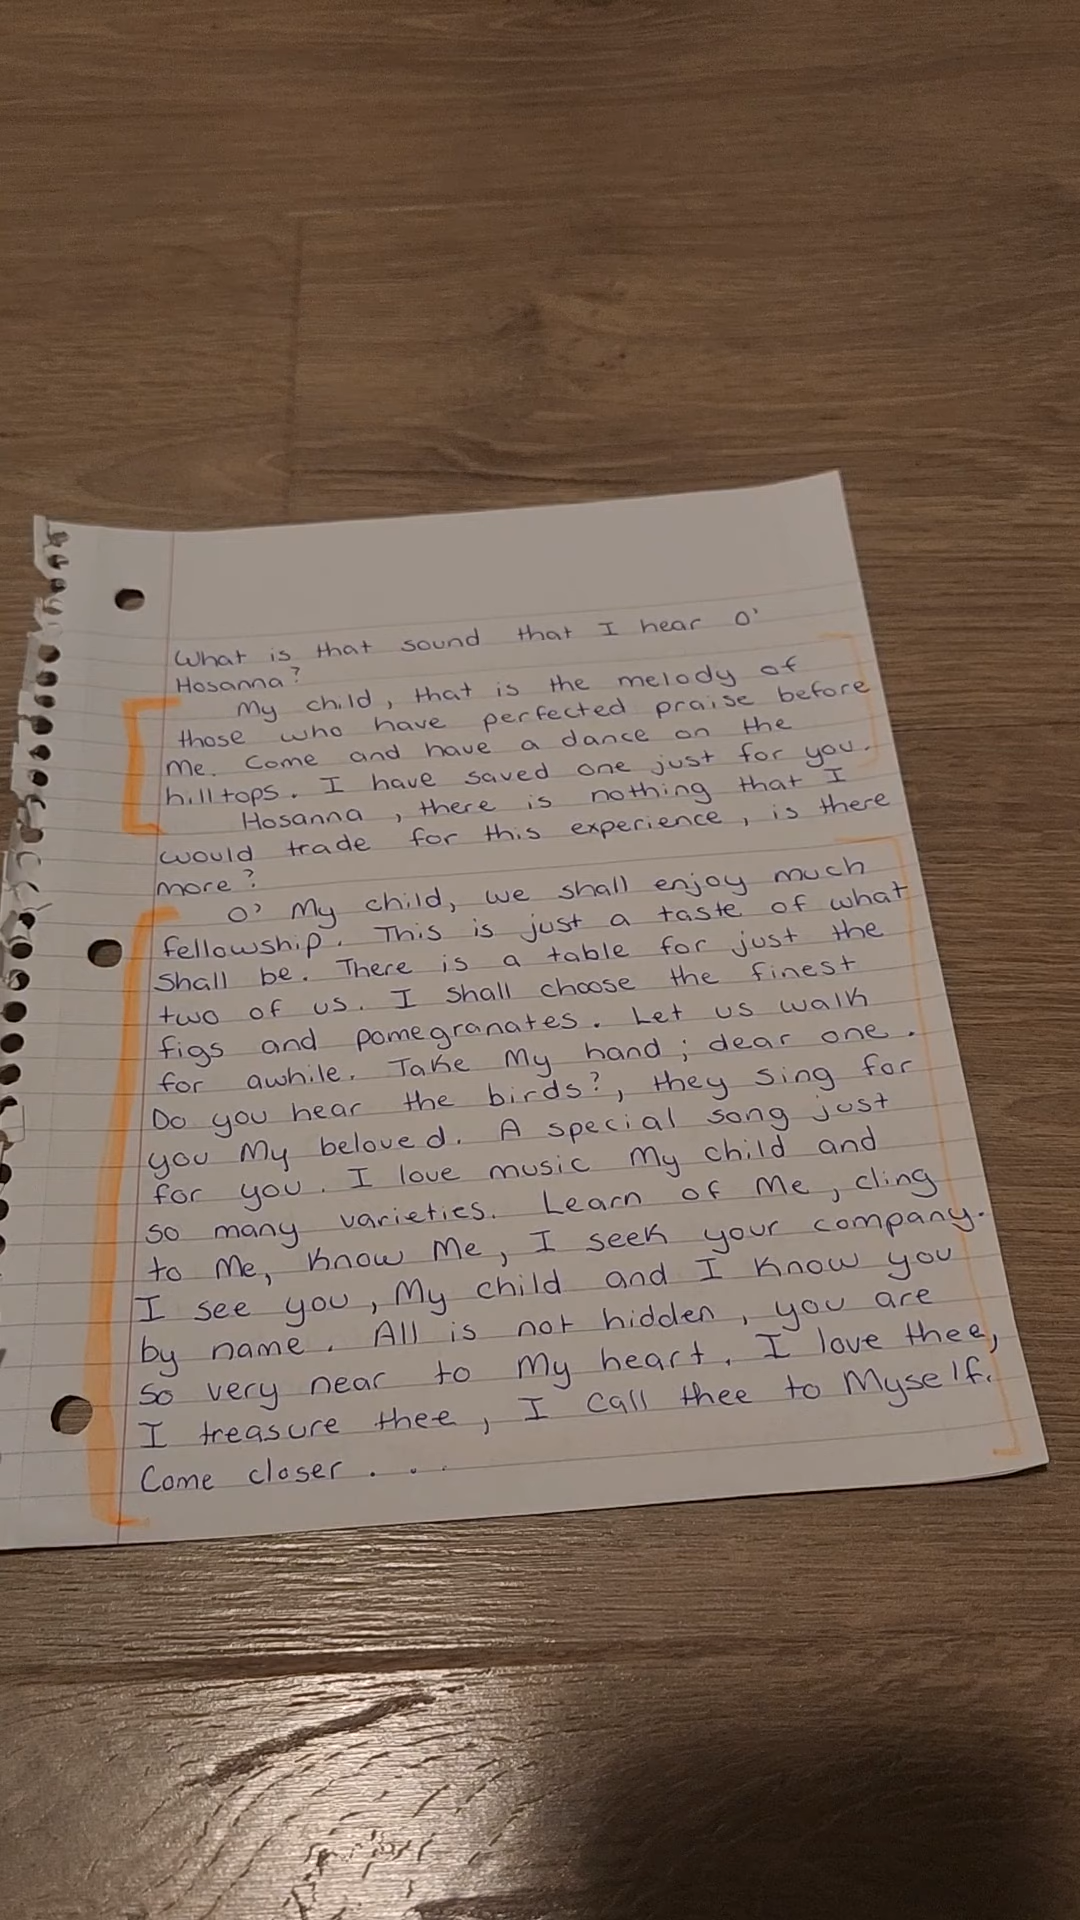 What is that sound that I hear O'
Hosanna?
My child, that is the melody of
those who have perfected praise before
Me. Come and have a dance on the
hilltops. I have saved one just for you.
Hosanna, there is nothing that I
would trade for this experience, is there
more?
O' My child, we shall enjoy much
fellowship. This is just a taste of what
shall be. There is a table for just the
two of us. I shall choose the finest
figs and pomegranates. Let us walk
for awhile. Take My hand; dear one.
Do you hear the birds?, they sing for
you My beloved. A special song just
for you. I love music My child and
so many varieties. Learn of Me, cling
to Me, Know Me, I seek your company.
I see you, My child and I know you
by name. All is not hidden, you are
so very near to My heart. I love thee,
I treasure thee, I call thee to Myself.
Come closer...